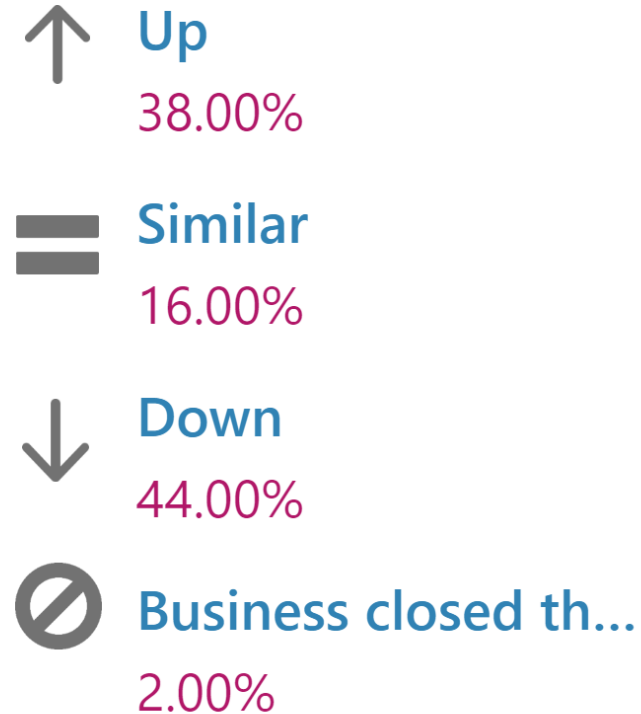 Up
38.00%
Similar
16.00%
Down
44.00%
Business closed th...
2.00%